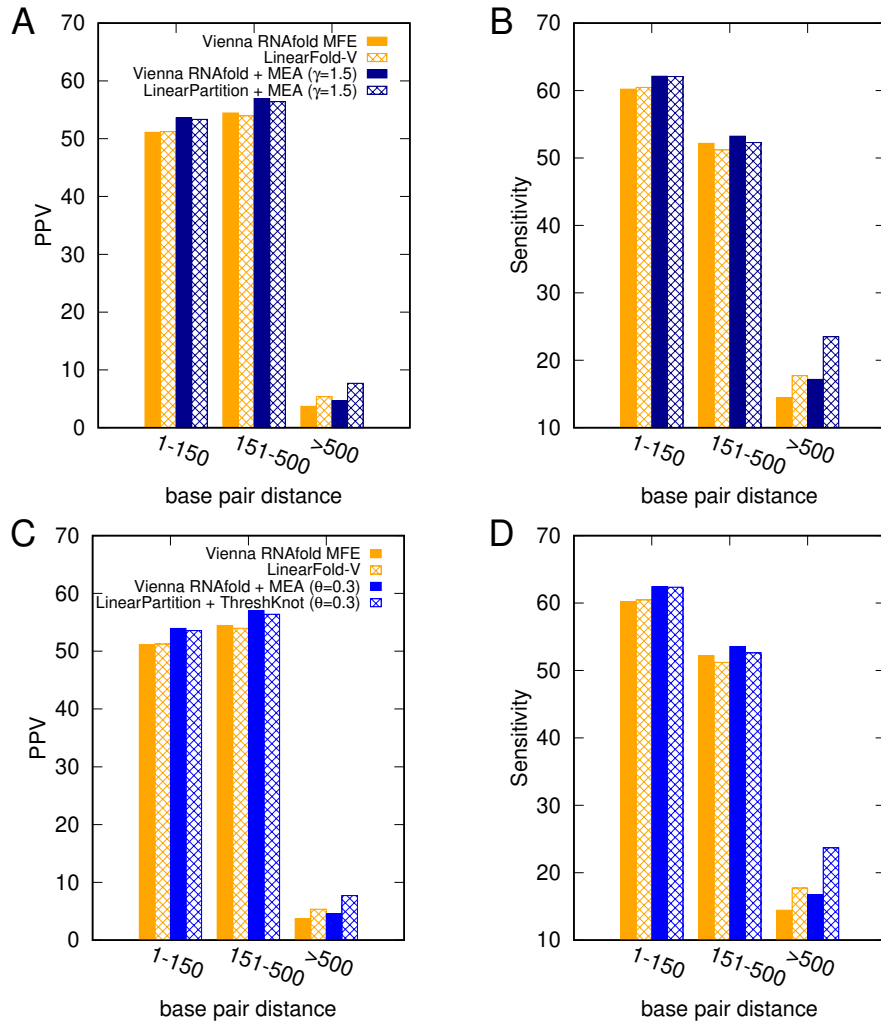 A
70
60
50
40
30
20
10
0
PPV
Vienna RNAfold MFE
LinearFold-V
Vienna RNAfold + MEA (γ=1.5)
LinearPartition + MEA (γ=1.5)
1-150
151-500
>500
base pair distance
B
70
60
50
40
30
20
10
Sensitivity
1-150
151-500
>500
base pair distance
C
70
60
50
40
30
20
10
0
PPV
Vienna RNAfold MFE
LinearFold-V
Vienna RNAfold + MEA (θ=0.3)
LinearPartition + ThreshKnot (θ=0.3)
1-150
151-500
>500
base pair distance
D
70
60
50
40
30
20
10
Sensitivity
1-150
151-500
>500
base pair distance